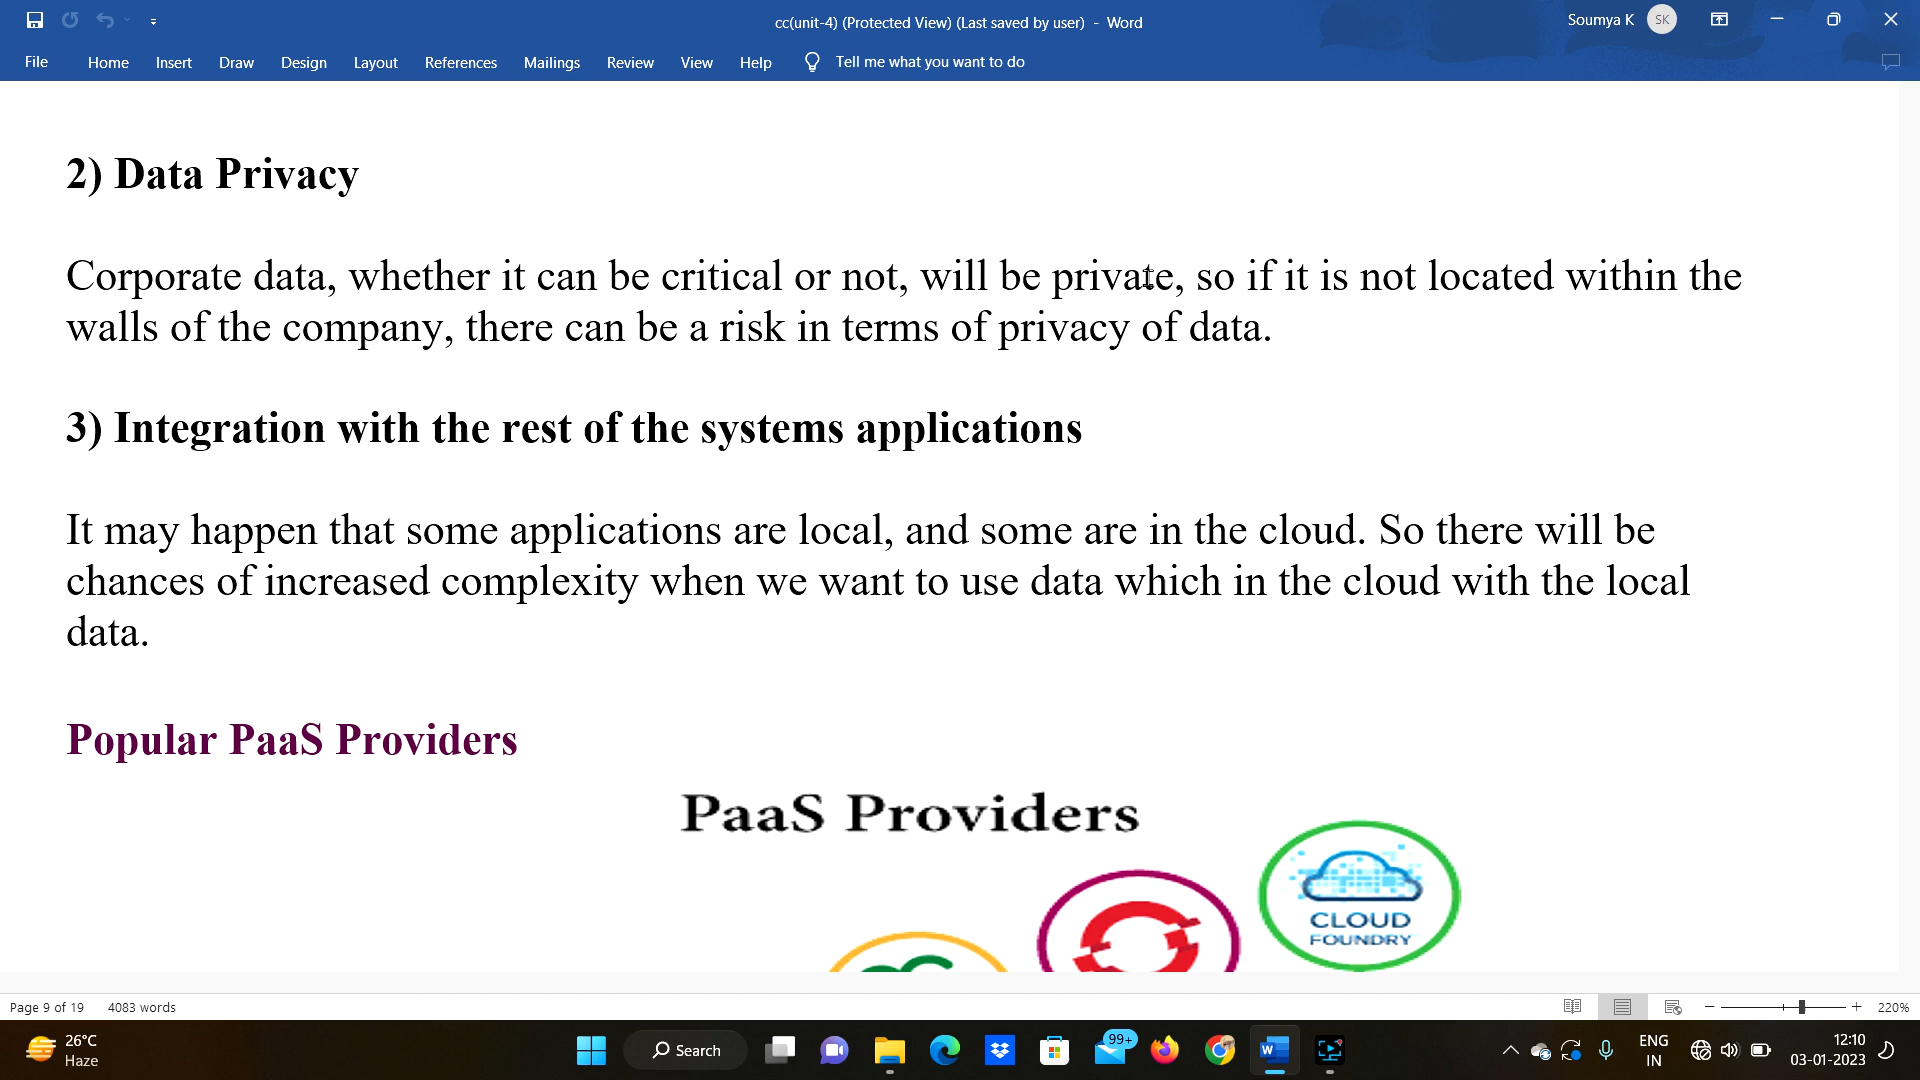 cc(unit-4) (Protected View) (Last saved by user) - Word
Soumya K SK
File Home Insert Draw Design Layout References Mailings Review View Help Tell me what you want to do
2) Data Privacy
Corporate data, whether it can be critical or not, will be private, so if it is not located within the
walls of the company, there can be a risk in terms of privacy of data.
3) Integration with the rest of the systems applications
It may happen that some applications are local, and some are in the cloud. So there will be
chances of increased complexity when we want to use data which in the cloud with the local
data.
Popular PaaS Providers
PaaS Providers
CLOUD
FOUNDRY
Page 9 of 19 4083 words
220%
26°C
Haze
Search
99+
ENG
IN
12:10
03-01-2023